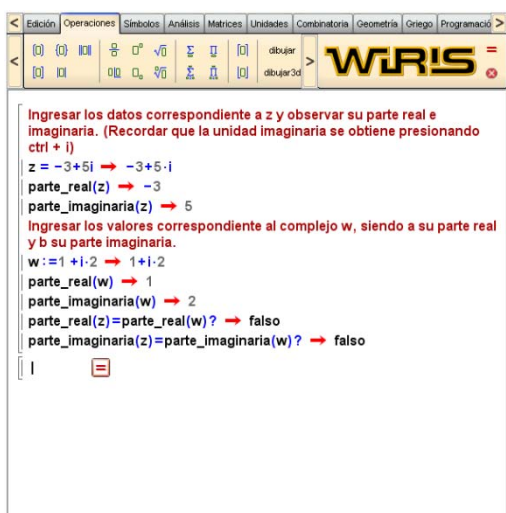 < Edición Operaciones Símbolos Análisis Matrices Unidades Combinatoria Geometría Griego Programació >
dibujar
dibujar3d
WIRIS
Ingresar los datos correspondiente a z y observar su parte real e
imaginaria. (Recordar que la unidad imaginaria se obtiene presionando
ctrl + i)
z = −3+5i → −3+5·i
parte_real(z) → −3
parte_imaginaria(z) → 5
Ingresar los valores correspondiente al complejo w, siendo a su parte real
y b su parte imaginaria.
w:=1 +i·2 → 1+i·2
parte_real(w) → 1
parte_imaginaria(w) → 2
parte_real(z)=parte_real(w)? → falso
parte_imaginaria(z)=parte_imaginaria(w)? → falso
=